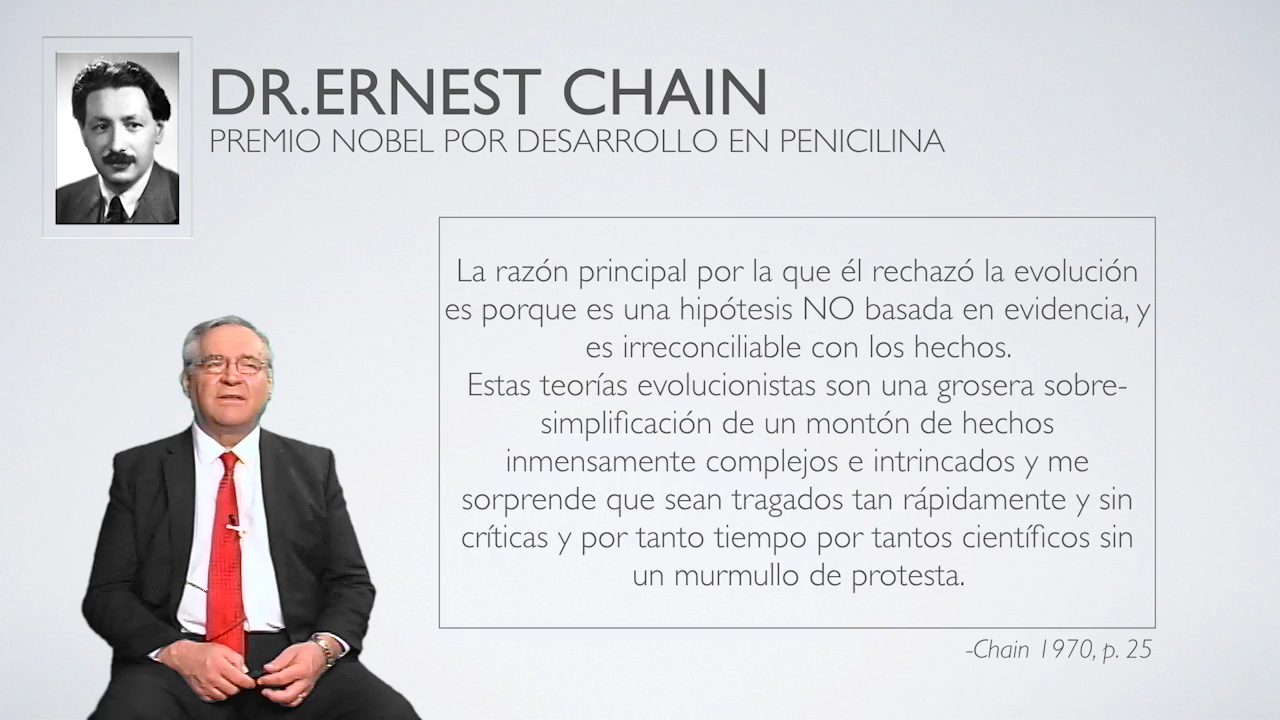 DR.ERNEST CHAIN
PREMIO NOBEL POR DESARROLLO EN PENICILINA
La razón principal por la que él rechazó la evolución
es porque es una hipótesis NO basada en evidencia, y
es irreconciliable con los hechos.
Estas teorías evolucionistas son una grosera sobre-
simplificación de un montón de hechos
inmensamente complejos e intrincados y me
sorprende que sean tragados tan rápidamente y sin
críticas y por tanto tiempo por tantos científicos sin
un murmullo de protesta.
-Chain 1970, p. 25